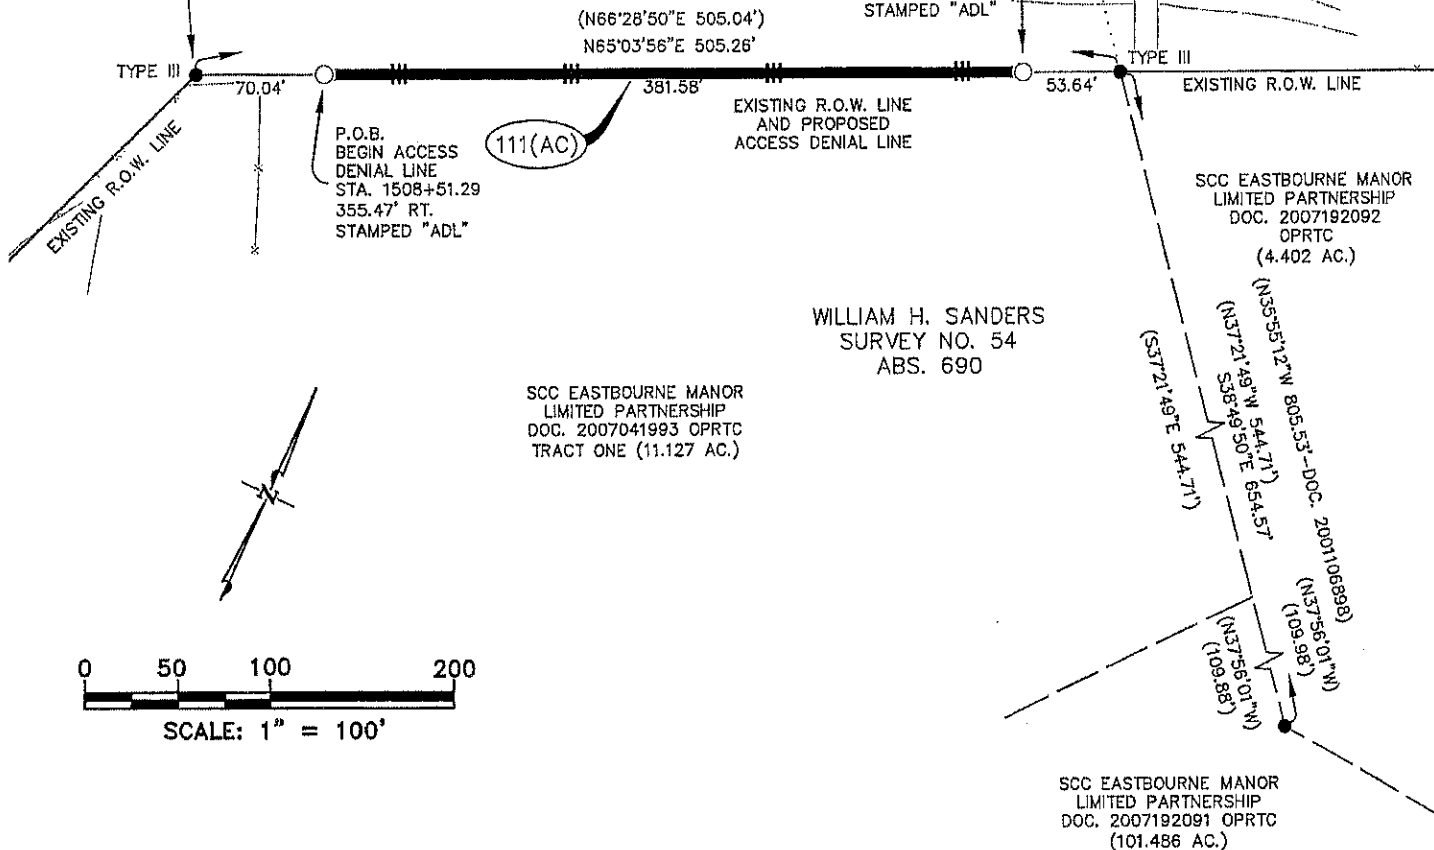 (N66°28'50"E 505.04')
N65°03'56"E 505.26'
STAMPED "ADL"
TYPE III
TYPE III
70.04'
381.58'
53.64'
EXISTING R.O.W. LINE
EXISTING R.O.W. LINE
AND PROPOSED
ACCESS DENIAL LINE
EXISTING R.O.W. LINE
P.O.B.
BEGIN ACCESS
DENIAL LINE
STA. 1508+51.29
355.47' RT.
STAMPED "ADL"
111(AC)
SCC EASTBOURNE MANOR
LIMITED PARTNERSHIP
DOC. 2007192092
OPRTC
(4.402 AC.)
WILLIAM H. SANDERS
SURVEY NO. 54
ABS. 690
(S37°21'49"E 544.71')
(N37°21'49"W 544.71')
S38°49'50"E 654.57'
(N35°55'12"W 805.53'-DOC. 2001106898)
SCC EASTBOURNE MANOR
LIMITED PARTNERSHIP
DOC. 2007041993 OPRTC
TRACT ONE (11.127 AC.)
N
(N37°56'01"W)
(109.88')
(N37°56'01"W)
(109.98')
0 50 100 200
SCALE: 1" = 100'
SCC EASTBOURNE MANOR
LIMITED PARTNERSHIP
DOC. 2007192091 OPRTC
(101.486 AC.)